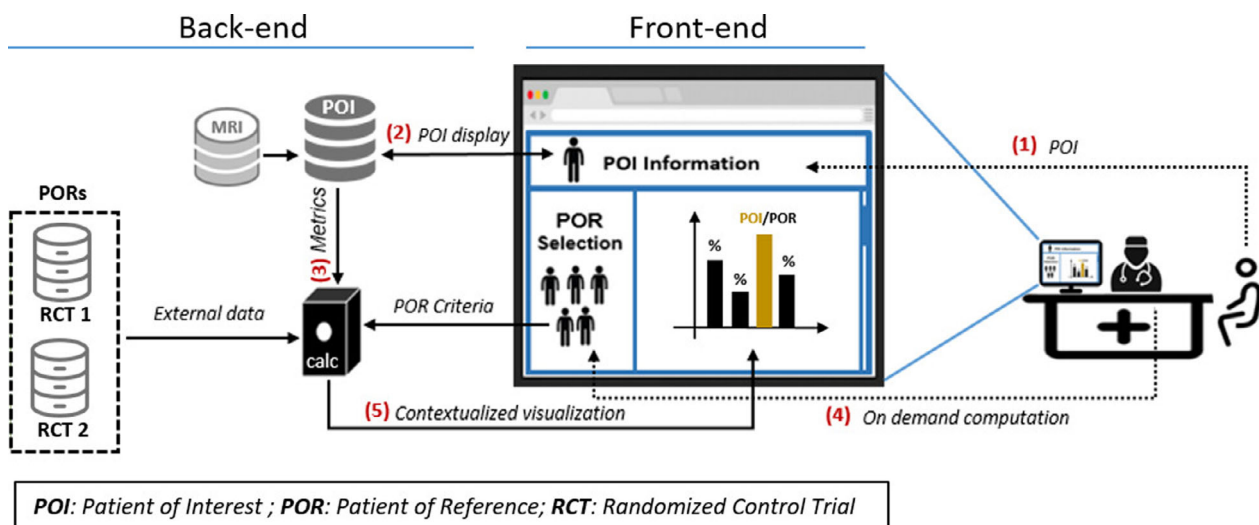 Back-end
Front-end
MRI
POI
(2) POI display
POI Information
(1) POI
PORs
(3) Metrics
POR
Selection
POI/POR
%
%
%
RCT 1
External data
POR Criteria
calc
RCT 2
(5) Contextualized visualization
(4) On demand computation
POI: Patient of Interest ; POR: Patient of Reference; RCT: Randomized Control Trial